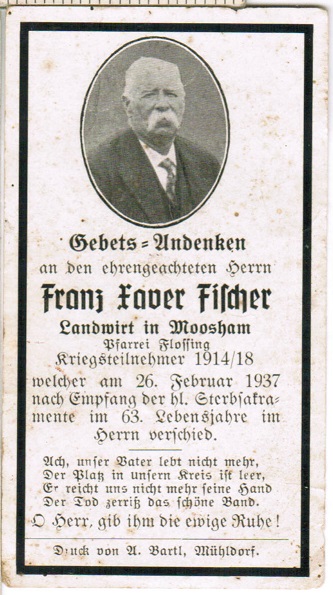 Gebets=Andenken
an den ehrengeachteten Herrn
Franz Xaver Fischer
Landwirt in Moosham
Pfarrei Flossing
Kriegsteilnehmer 1914/18
welcher am 26. Februar 1937
nach Empfang der hl. Sterbsakra-
mente im 63. Lebensjahre im
Herrn verschied.
Ach, unser Vater lebt nicht mehr,
Der Platz in unserm Kreis ist leer,
Er reicht uns nicht mehr seine Hand
Der Tod zerriß das schöne Band.
O Herr, gib ihm die ewige Ruhe!
Druck von A. Bartl, Mühldorf.